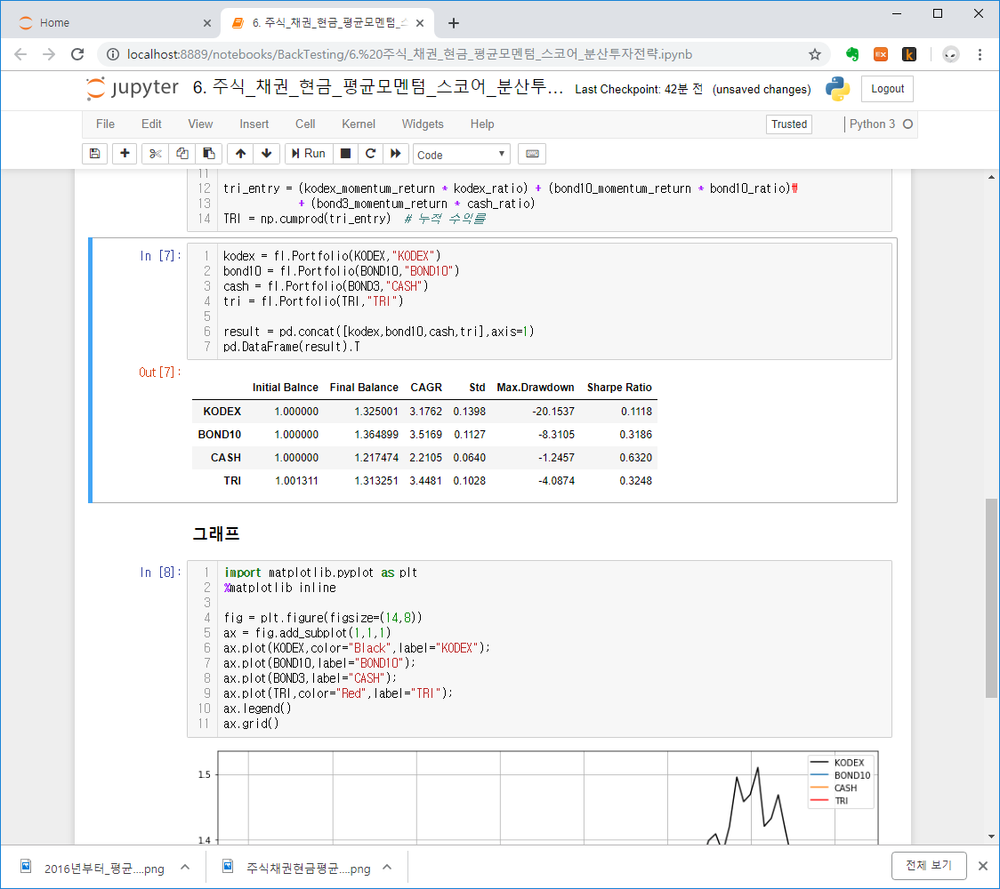 Home
6. 주식_채권_현금_평균모멘텀_스
localhost:8889/notebooks/BackTesting/6.%20주식_채권_현금_평균모멘텀_스코어_분산투자전략.ipynb
jupyter 6. 주식_채권_현금_평균모멘텀_스코어_분산투... Last Checkpoint: 42분 전 (unsaved changes) Logout
File Edit View Insert Cell Kernel Widgets Help Trusted Python 3
Run Code
11
12 tri_entry = (kodex_momentum_return * kodex_ratio) + (bond10_momentum_return * bond10_ratio)₩
13 + (bond3_momentum_return * cash_ratio)
14 TRI = np.cumprod(tri_entry) # 누적 수익률
In [7]:
1 kodex = fl.Portfolio(KODEX,"KODEX")
2 bond10 = fl.Portfolio(BOND10,"BOND10")
3 cash = fl.Portfolio(BOND3,"CASH")
4 tri = fl.Portfolio(TRI,"TRI")
5
6 result = pd.concat([kodex,bond10,cash,tri],axis=1)
7 pd.DataFrame(result).T
Out[7]:
Initial Balnce Final Balance CAGR Std Max.Drawdown Sharpe Ratio
KODEX 1.000000 1.325001 3.1762 0.1398 -20.1537 0.1118
BOND10 1.000000 1.364899 3.5169 0.1127 -8.3105 0.3186
CASH 1.000000 1.217474 2.2105 0.0640 -1.2457 0.6320
TRI 1.001311 1.313251 3.4481 0.1028 -4.0874 0.3248
그래프
In [8]:
1 import matplotlib.pyplot as plt
2 %matplotlib inline
3
4 fig = plt.figure(figsize=(14,8))
5 ax = fig.add_subplot(1,1,1)
6 ax.plot(KODEX,color="Black",label="KODEX");
7 ax.plot(BOND10,label="BOND10");
8 ax.plot(BOND3,label="CASH");
9 ax.plot(TRI,color="Red",label="TRI");
10 ax.legend()
11 ax.grid()
1.5
1.4
KODEX
BOND10
CASH
TRI
2016년부터_평균....png
주식채권현금평균....png
전체 보기